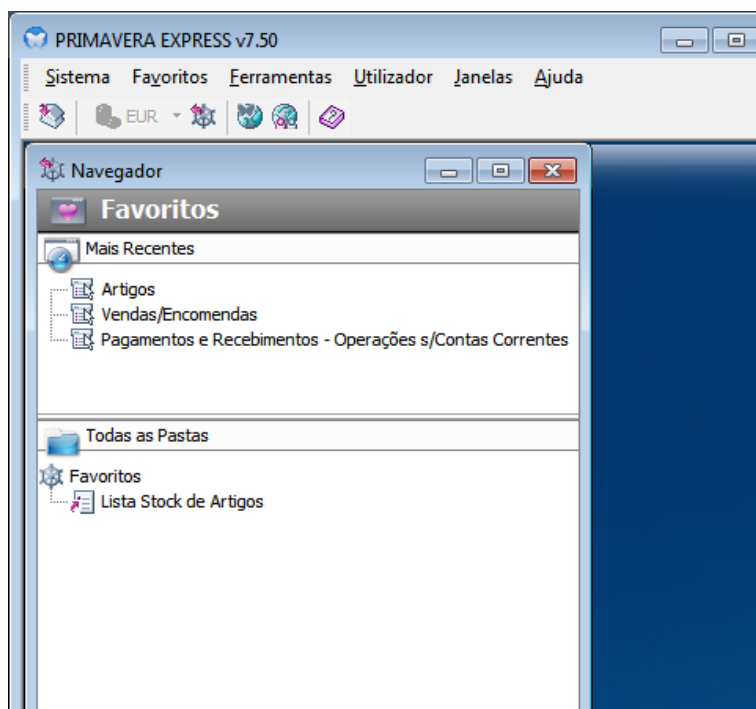 PRIMAVERA EXPRESS v7.50
Sistema Favoritos Ferramentas Utilizador Janelas Ajuda
EUR
Navegador
Favoritos
Mais Recentes
Artigos
Vendas/Encomendas
Pagamentos e Recebimentos - Operações s/Contas Correntes
Todas as Pastas
Favoritos
Lista Stock de Artigos